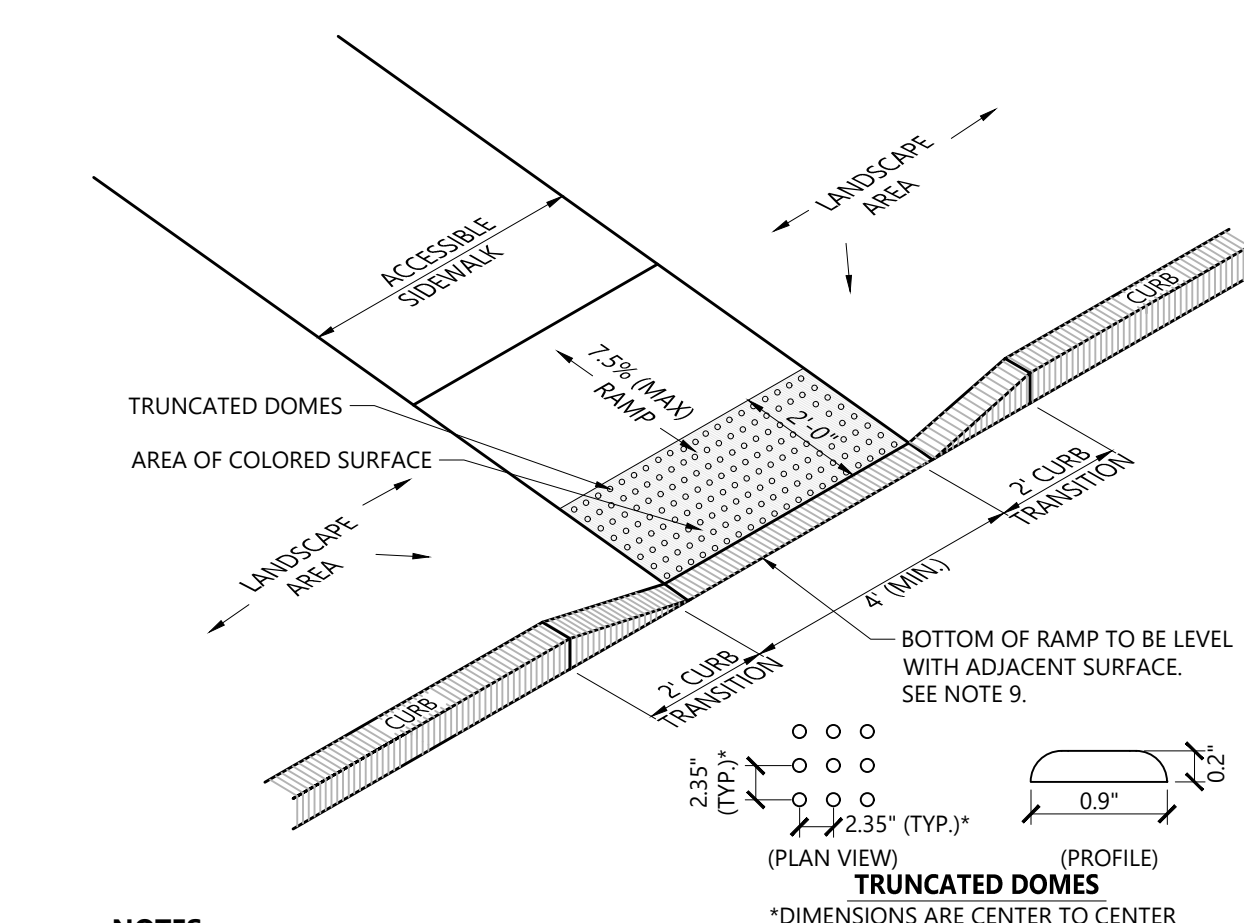 LANDSCAPE
AREA
ACCESSIBLE
SIDEWALK
CURB
7.5% (MAX)
RAMP
TRUNCATED DOMES
2'-0"
AREA OF COLORED SURFACE
2' CURB
TRANSITION
LANDSCAPE
AREA
4' (MIN.)
BOTTOM OF RAMP TO BE LEVEL
WITH ADJACENT SURFACE.
SEE NOTE 9.
2' CURB
TRANSITION
CURB
2.35"
(TYP.)*
2.35" (TYP.)*
0.2"
0.9"
(PLAN VIEW)
(PROFILE)
TRUNCATED DOMES
*DIMENSIONS ARE CENTER TO CENTER
NOTES